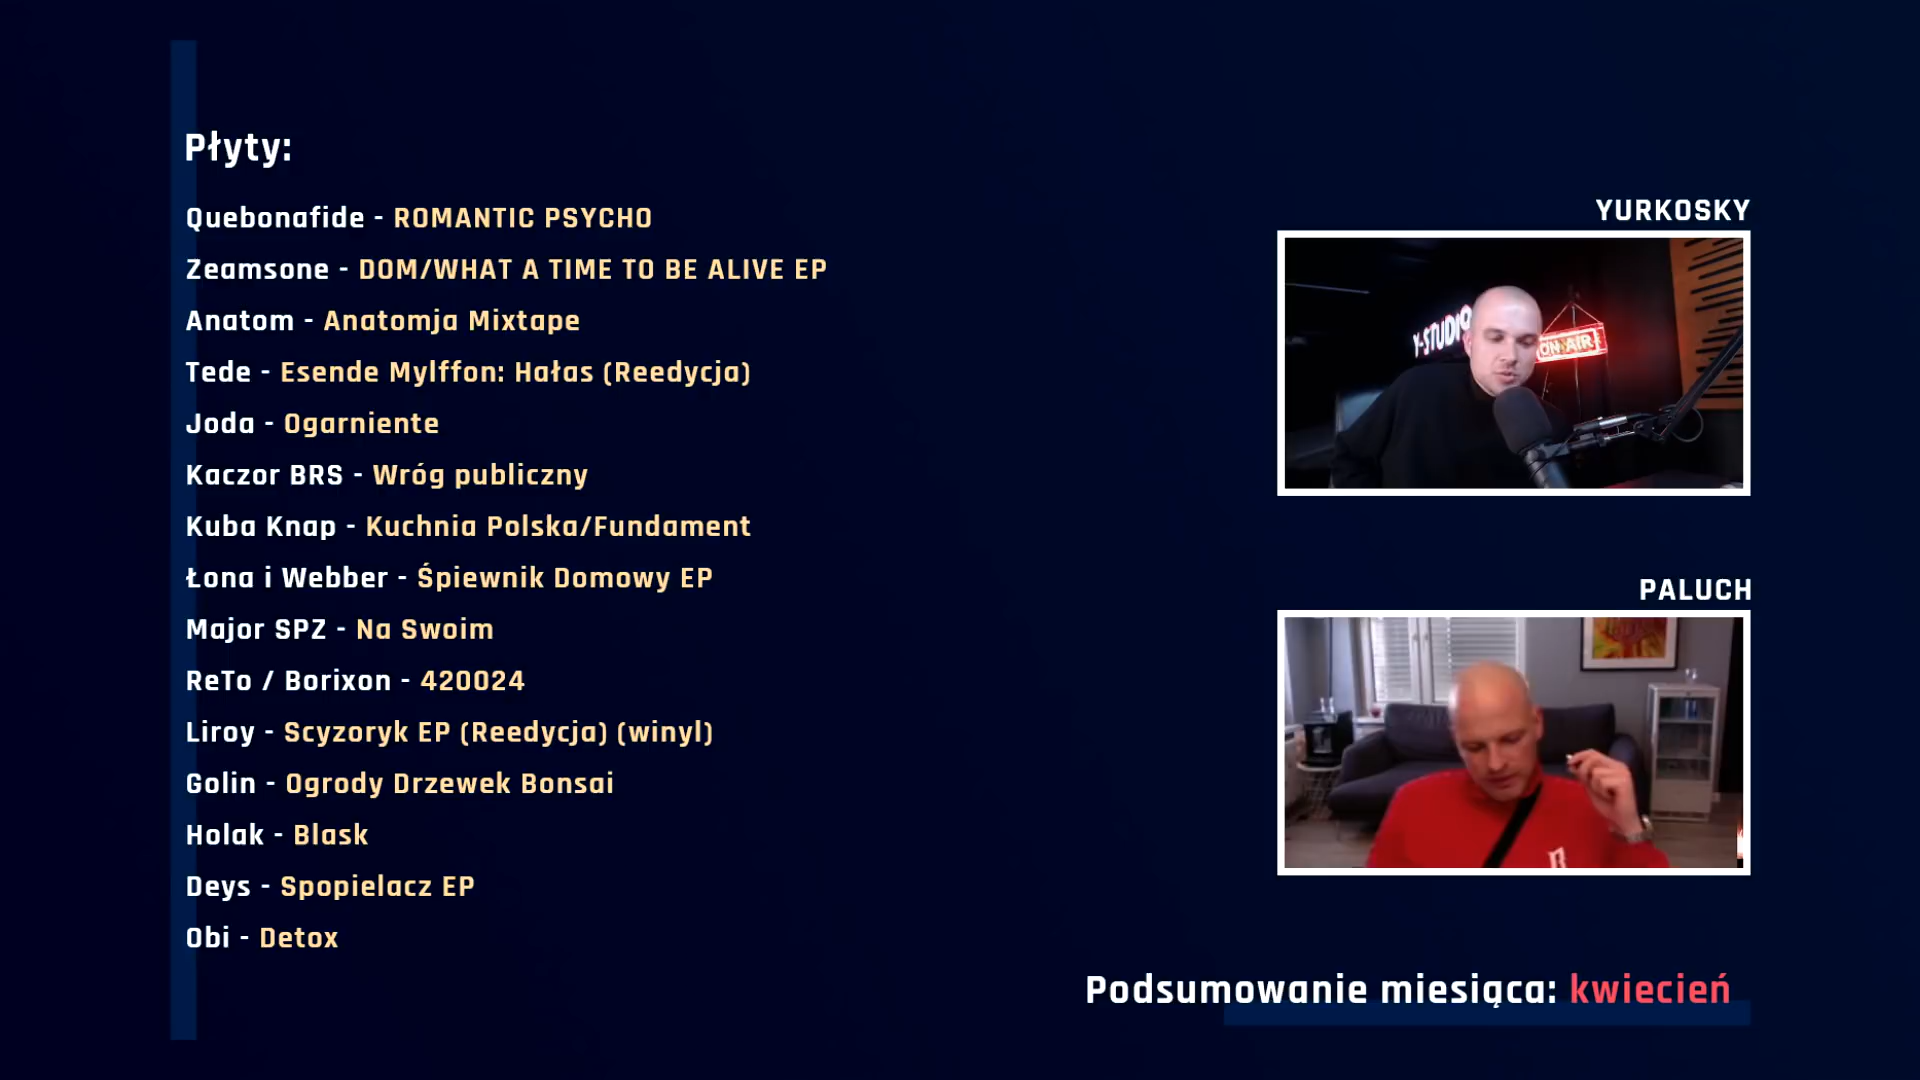 Płyty:
Quebonafide - ROMANTIC PSYCHO
Zeamsone - DOM/WHAT A TIME TO BE ALIVE EP
Anatom - Anatomja Mixtape
Tede - Esende Mylffon: Hałas (Reedycja)
Joda - Ogarniente
Kaczor BRS - Wróg publiczny
Kuba Knap - Kuchnia Polska/Fundament
Łona i Webber - Śpiewnik Domowy EP
Major SPZ - Na Swoim
ReTo / Borixon - 420024
Liroy - Scyzoryk EP (Reedycja) (winyl)
Golin - Ogrody Drzewek Bonsai
Holak - Blask
Deys - Spopielacz EP
Obi - Detox
YURKOSKY
Y-STUDIO
ON AIR
PALUCH
Podsumowanie miesiąca: kwiecień